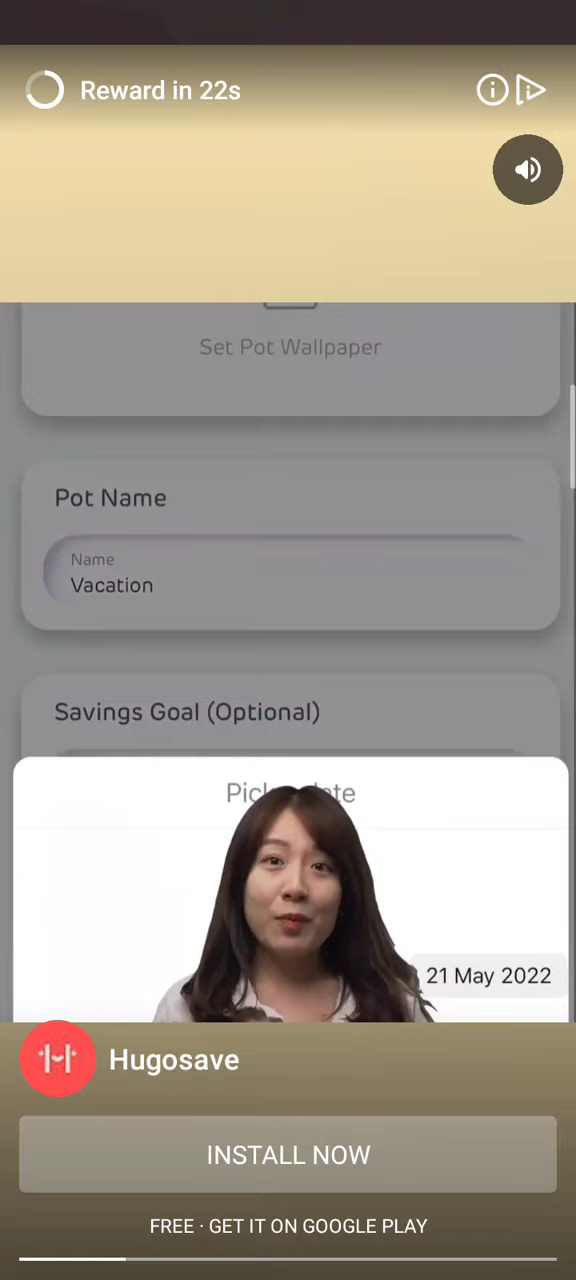 Reward in 22s
Set Pot Wallpaper
Pot Name
Name
Vacation
Savings Goal (Optional)
21 May 2022
Hugosave
INSTALL NOW
FREE · GET IT ON GOOGLE PLAY